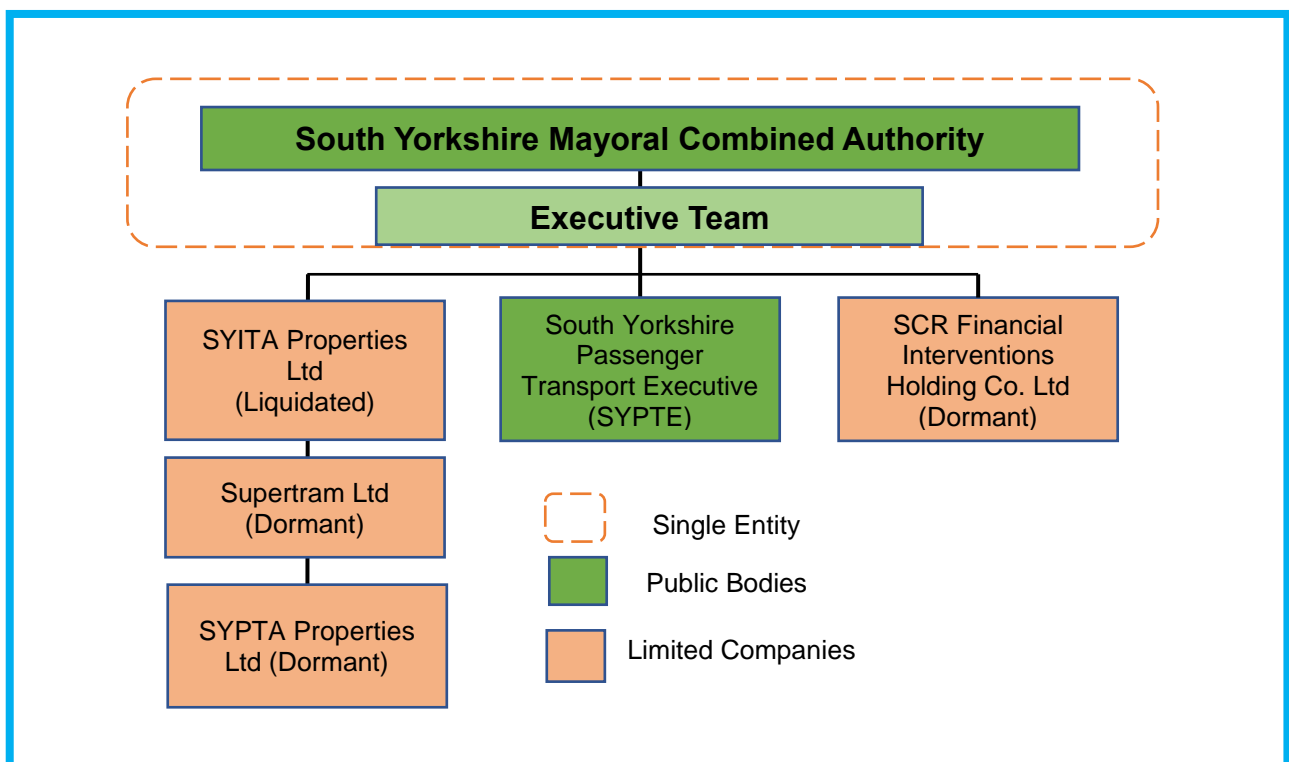 South Yorkshire Mayoral Combined Authority
Executive Team
SYITA Properties
Ltd
(Liquidated)
South Yorkshire
Passenger
Transport Executive
(SYPTE)
SCR Financial
Interventions
Holding Co. Ltd
(Dormant)
Supertram Ltd
(Dormant)
SYPTA Properties
Ltd (Dormant)
Single Entity
Public Bodies
Limited Companies